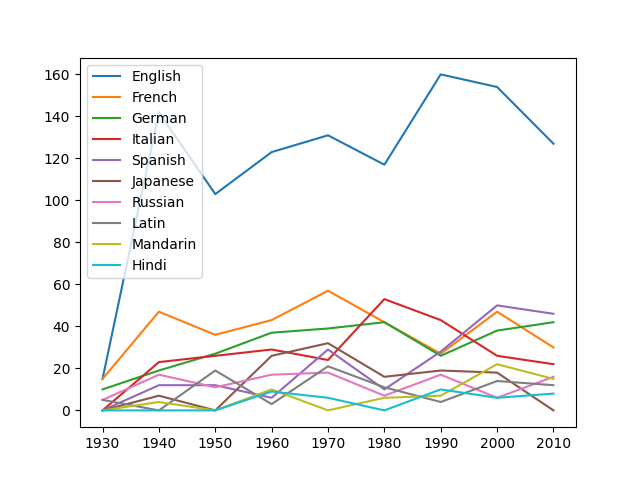 160
140
120
100
80
60
40
20
0
English
French
German
Italian
Spanish
Japanese
Russian
Latin
Mandarin
Hindi
1930 1940 1950 1960 1970 1980 1990 2000 2010